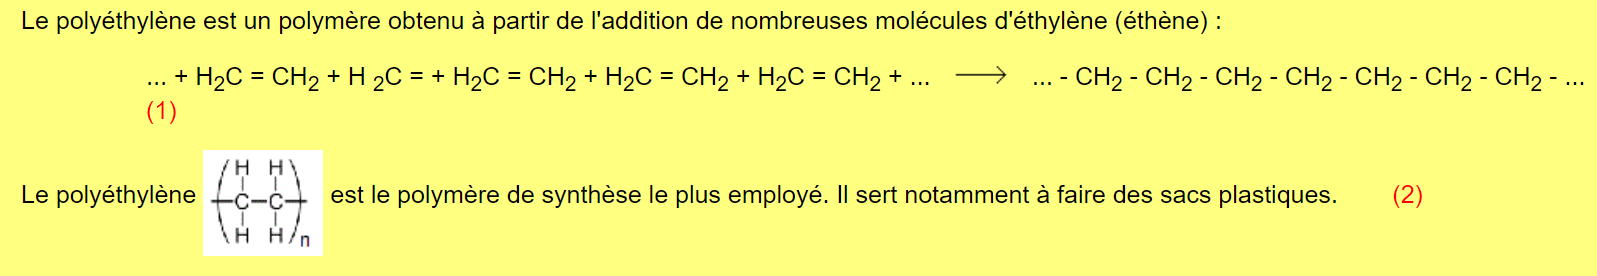 Le polyéthylène est un polymère obtenu à partir de l'addition de nombreuses molécules d'éthylène (éthène) :
... + H₂C = CH₂ + H ₂C = + H₂C = CH₂ + H₂C = CH₂ + H₂C = CH₂ + ... ⟶ ... - CH₂ - CH₂ - CH₂ - CH₂ - CH₂ - CH₂ - CH₂ - ...
(1)
H H
Le polyéthylène ( C–C ) est le polymère de synthèse le plus employé. Il sert notamment à faire des sacs plastiques. (2)
H H n